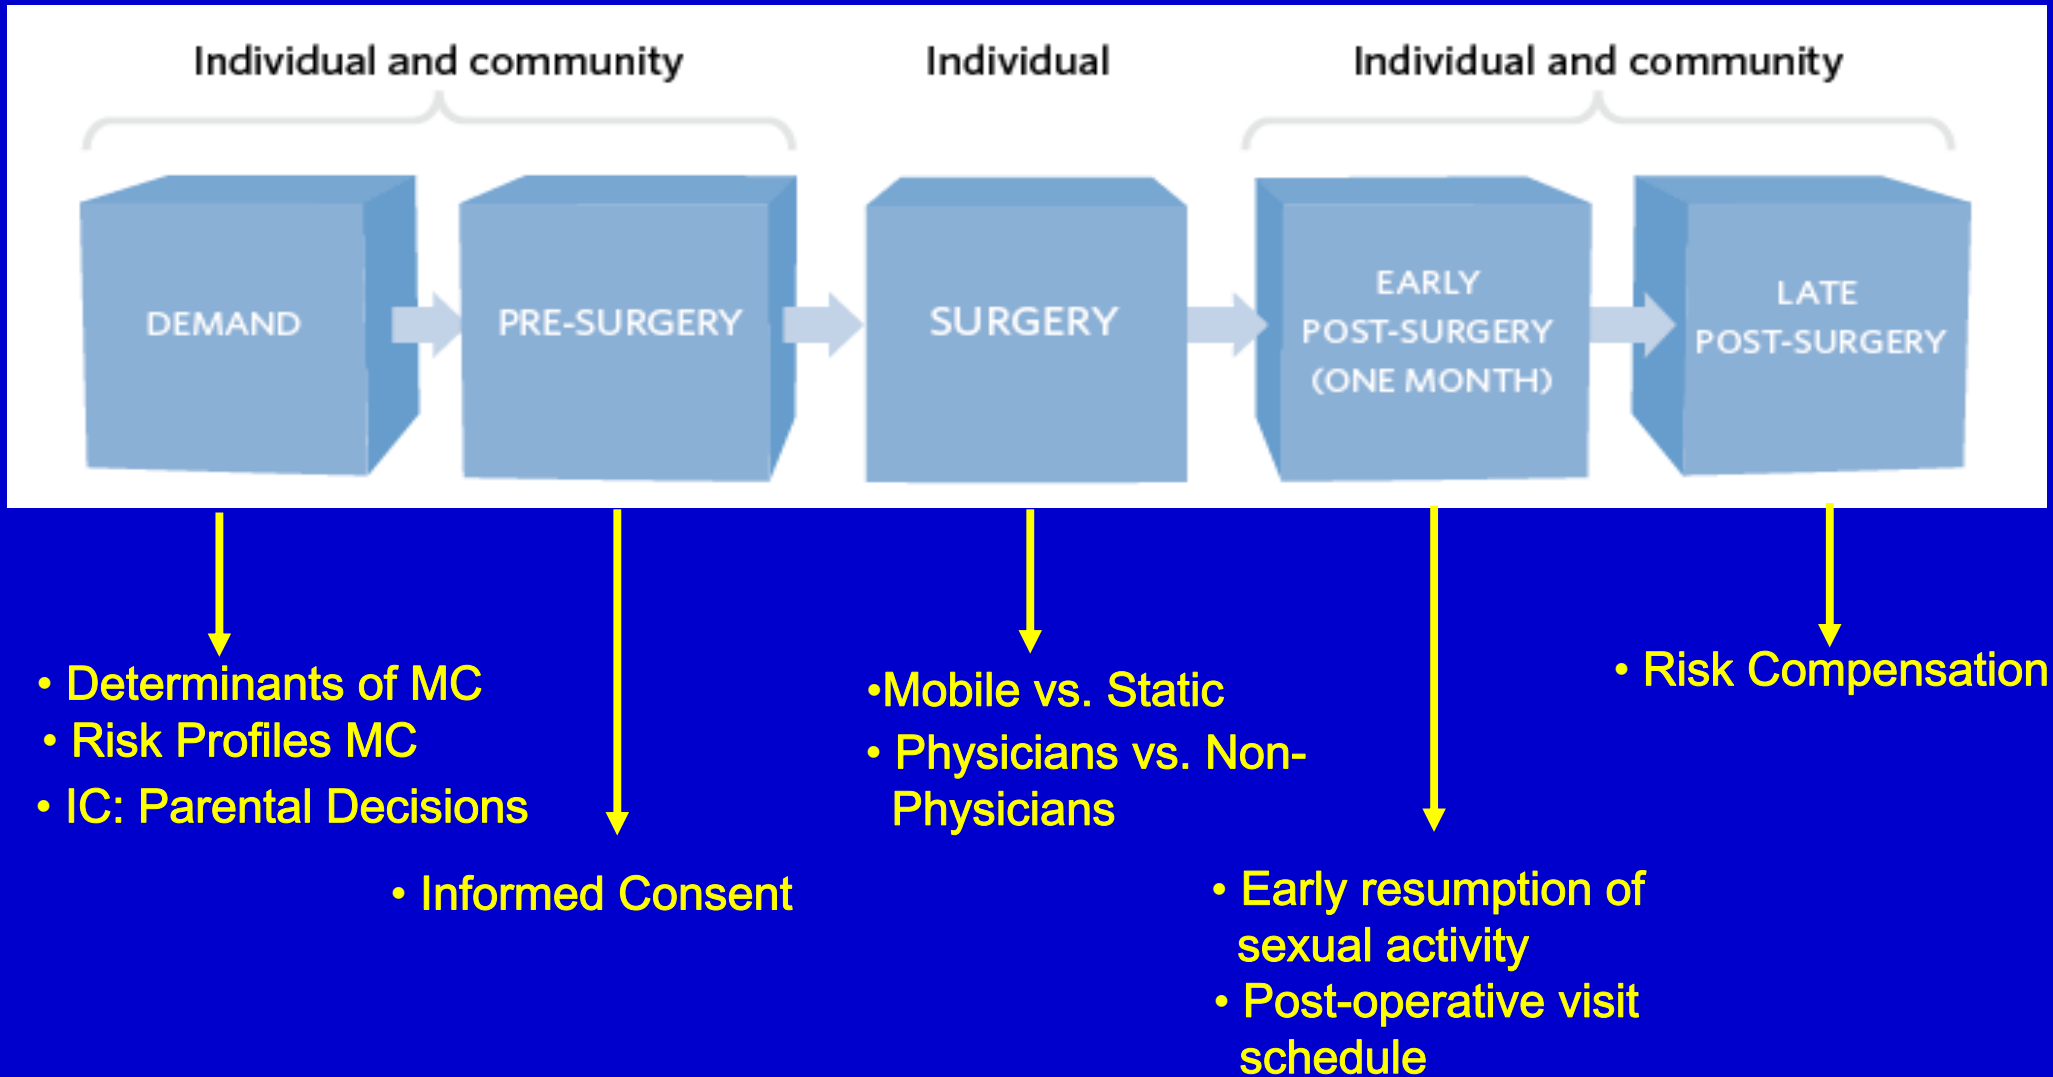 Individual and community
Individual
Individual and community
DEMAND
PRE-SURGERY
SURGERY
EARLY
POST-SURGERY
(ONE MONTH)
LATE
POST-SURGERY
• Determinants of MC
• Risk Profiles MC
• IC: Parental Decisions
• Informed Consent
•Mobile vs. Static
• Physicians vs. Non-
Physicians
• Early resumption of
sexual activity
• Post-operative visit
schedule
• Risk Compensation